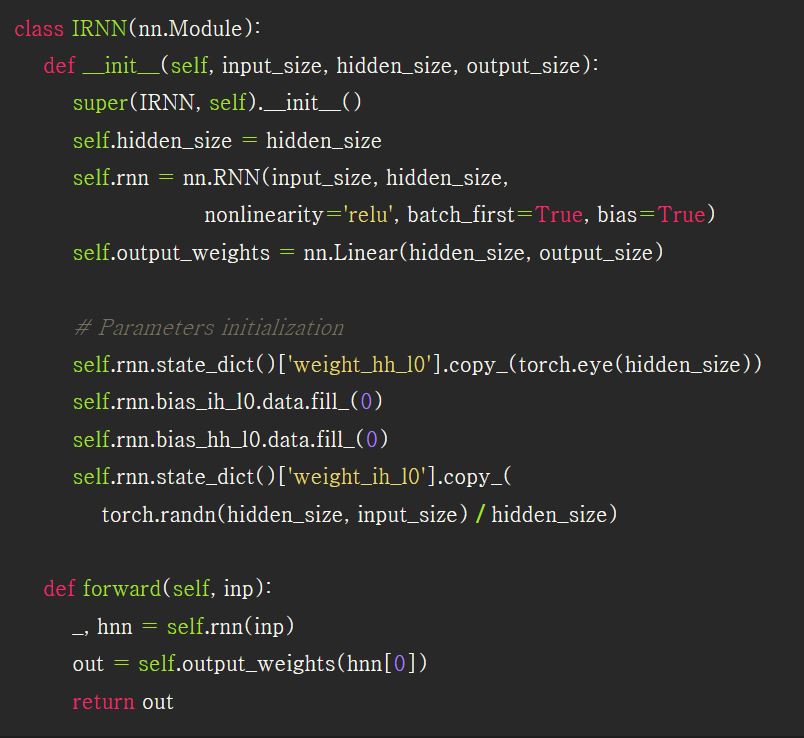 class IRNN(nn.Module):
def __init__(self, input_size, hidden_size, output_size):
super(IRNN, self).__init__()
self.hidden_size = hidden_size
self.rnn = nn.RNN(input_size, hidden_size,
nonlinearity='relu', batch_first=True, bias=True)
self.output_weights = nn.Linear(hidden_size, output_size)
# Parameters initialization
self.rnn.state_dict()['weight_hh_l0'].copy_(torch.eye(hidden_size))
self.rnn.bias_ih_l0.data.fill_(0)
self.rnn.bias_hh_l0.data.fill_(0)
self.rnn.state_dict()['weight_ih_l0'].copy_(
torch.randn(hidden_size, input_size) / hidden_size)
def forward(self, inp):
_, hnn = self.rnn(inp)
out = self.output_weights(hnn[0])
return out